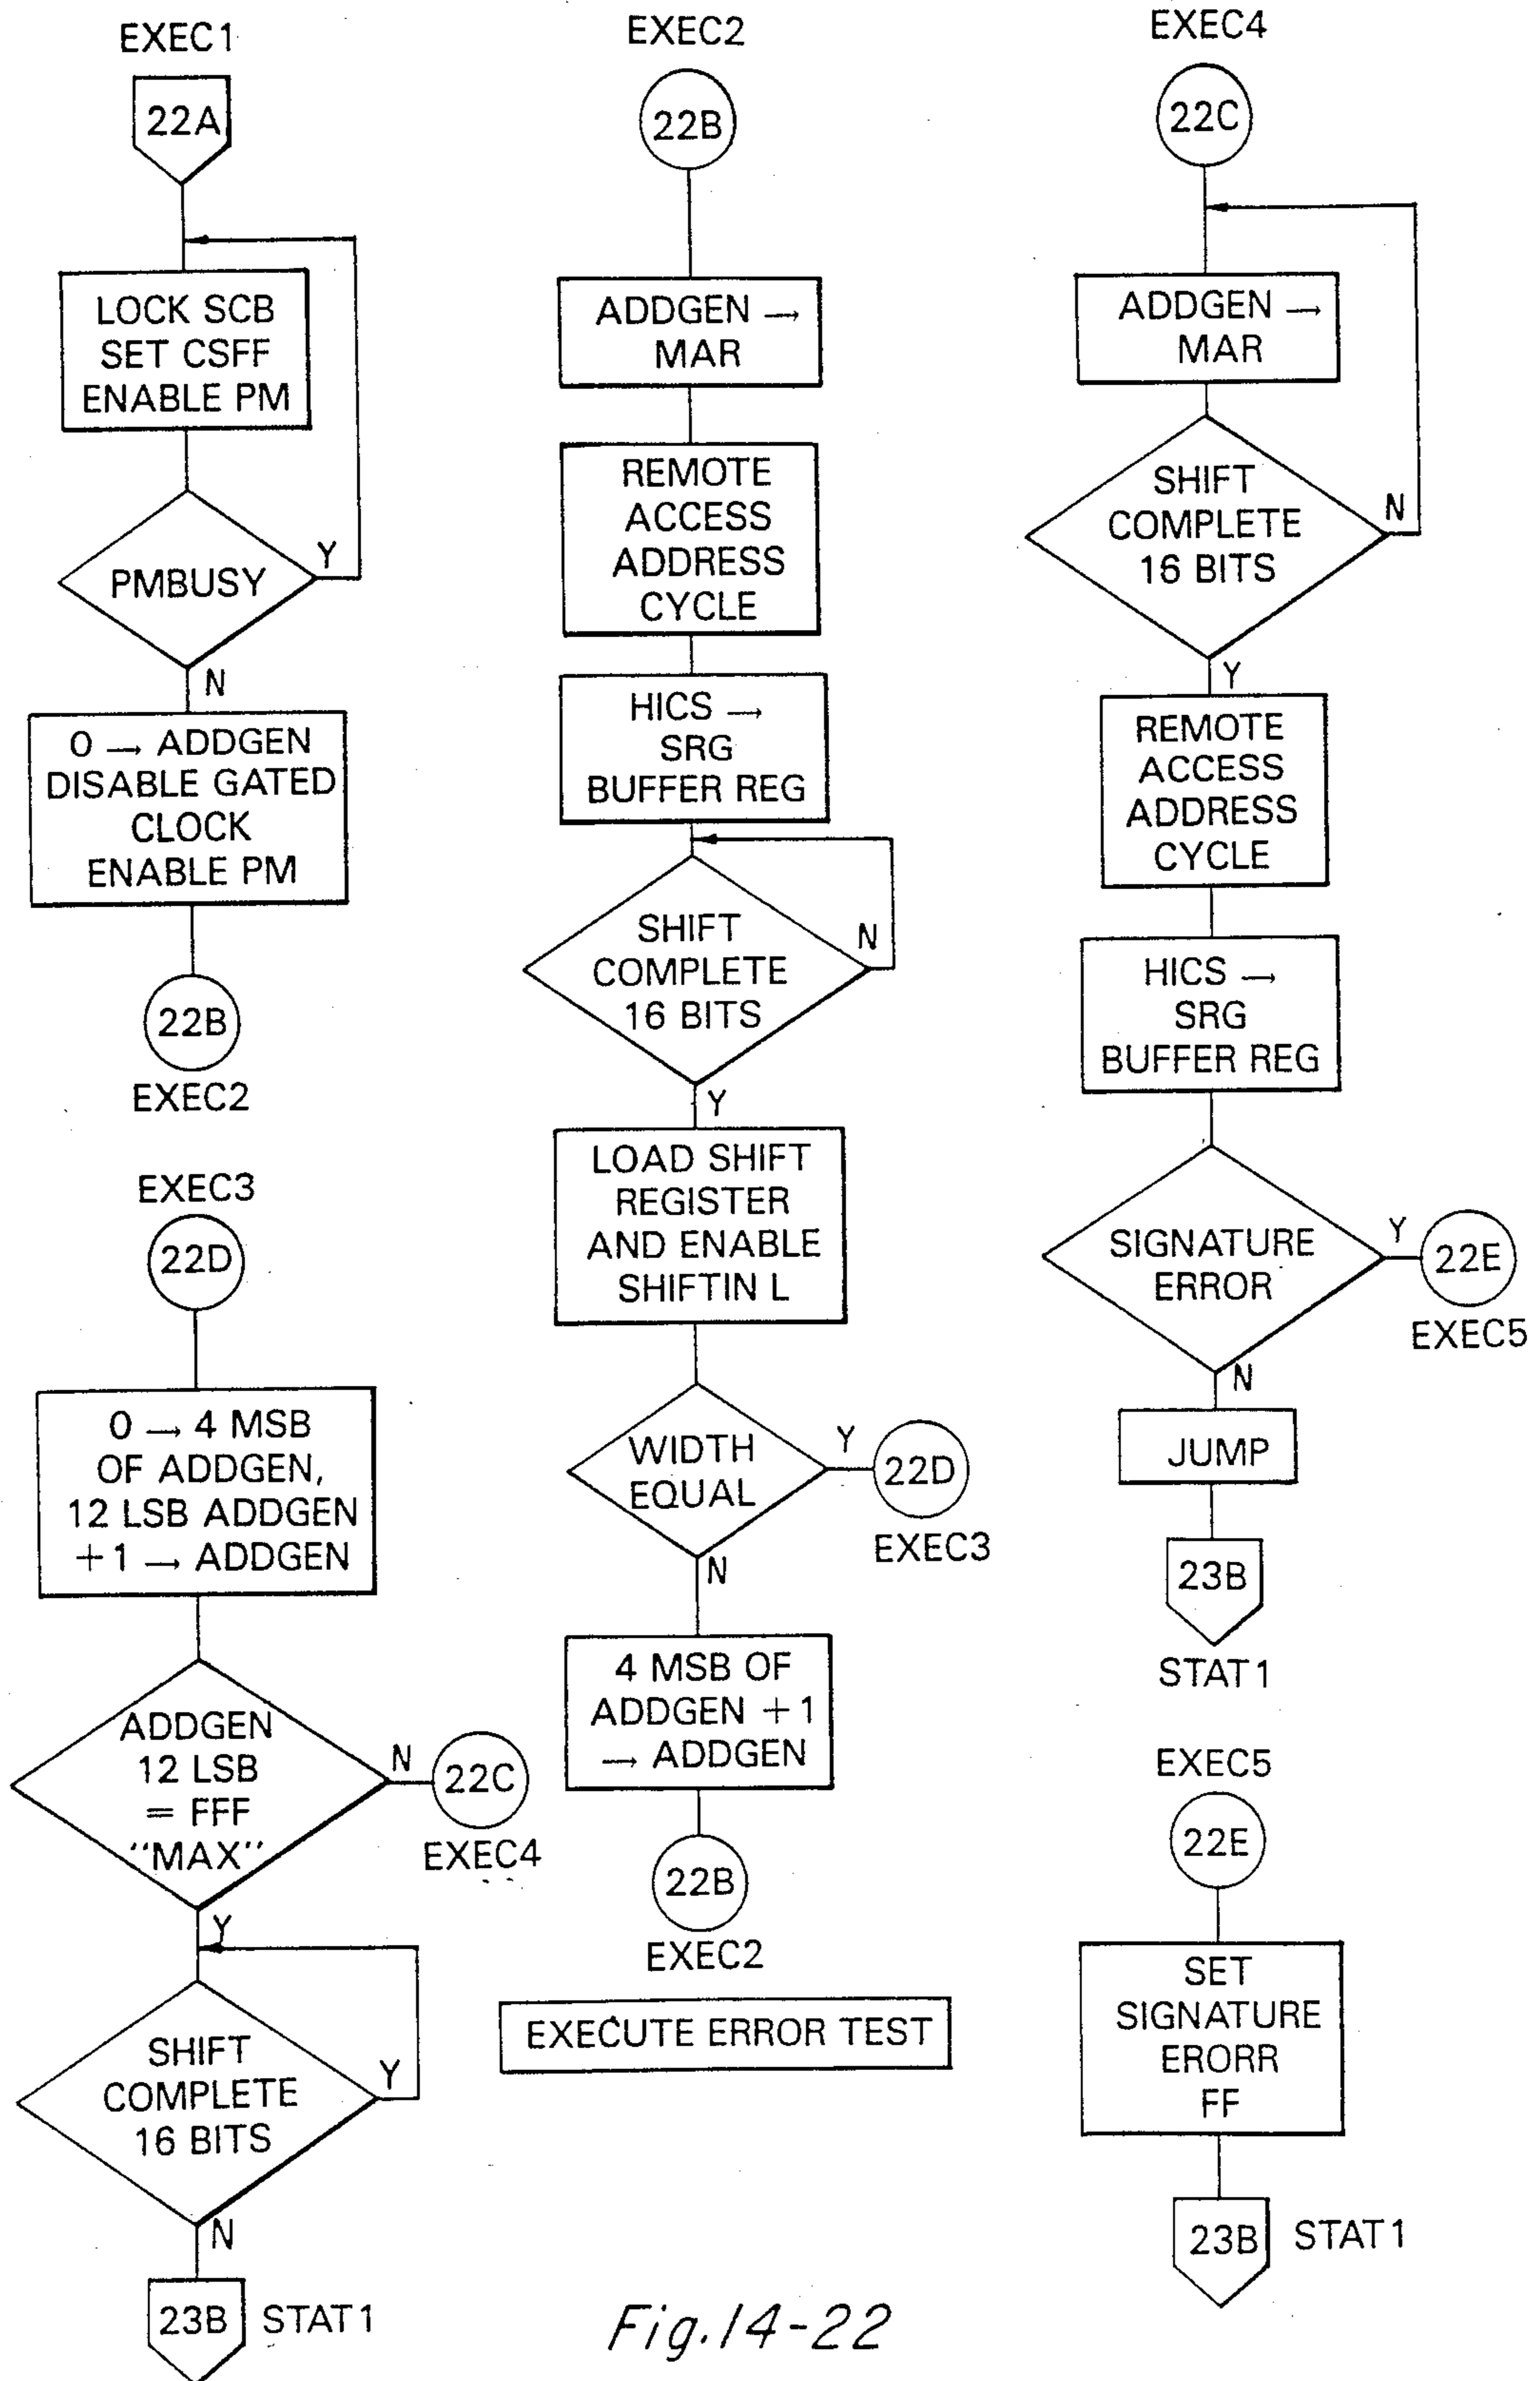 EXEC1
22A
LOCK SCB
SET CSFF
ENABLE PM
PMBUSY
Y
N
0 → ADDGEN
DISABLE GATED
CLOCK
ENABLE PM
22B
EXEC2
EXEC3
22D
0 → 4 MSB
OF ADDGEN,
12 LSB ADDGEN
+1 → ADDGEN
ADDGEN
12 LSB
= FFF
"MAX"
N
22C
EXEC4
Y
SHIFT
COMPLETE
16 BITS
Y
N
23B
STAT1
EXEC2
22B
ADDGEN →
MAR
REMOTE
ACCESS
ADDRESS
CYCLE
HICS →
SRG
BUFFER REG
SHIFT
COMPLETE
16 BITS
N
Y
LOAD SHIFT
REGISTER
AND ENABLE
SHIFTIN L
WIDTH
EQUAL
Y
22D
EXEC3
N
4 MSB OF
ADDGEN +1
→ ADDGEN
22B
EXEC2
EXECUTE ERROR TEST
EXEC4
22C
ADDGEN →
MAR
SHIFT
COMPLETE
16 BITS
N
Y
REMOTE
ACCESS
ADDRESS
CYCLE
HICS →
SRG
BUFFER REG
SIGNATURE
ERROR
Y
22E
EXEC5
N
JUMP
23B
STAT1
EXEC5
22E
SET
SIGNATURE
ERORR
FF
23B
STAT1
Fig.14-22